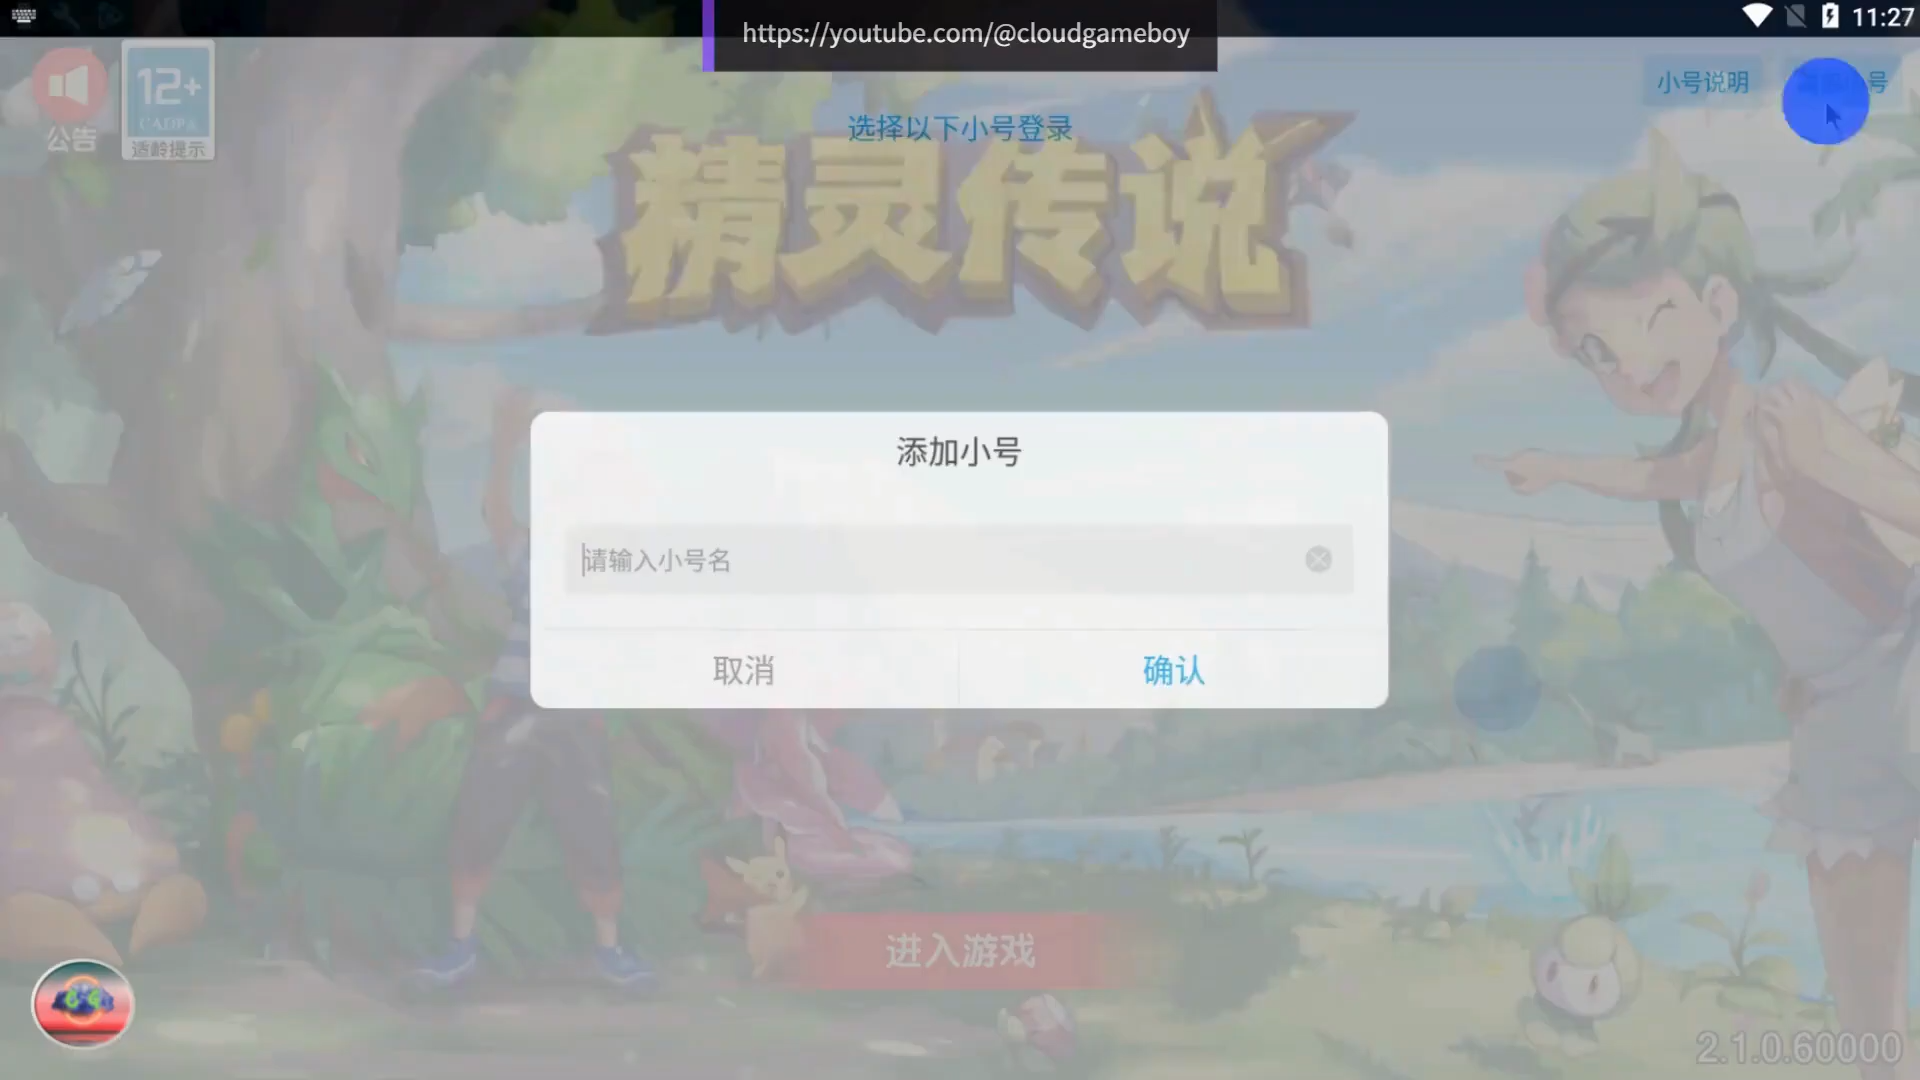 11:27
https://youtube.com/@cloudgameboy
公告
12+
CADPA
适龄提示
小号说明
号
选择以下小号登录
精灵传说
添加小号
请输入小号名
取消
确认
进入游戏
2.1.0.60000